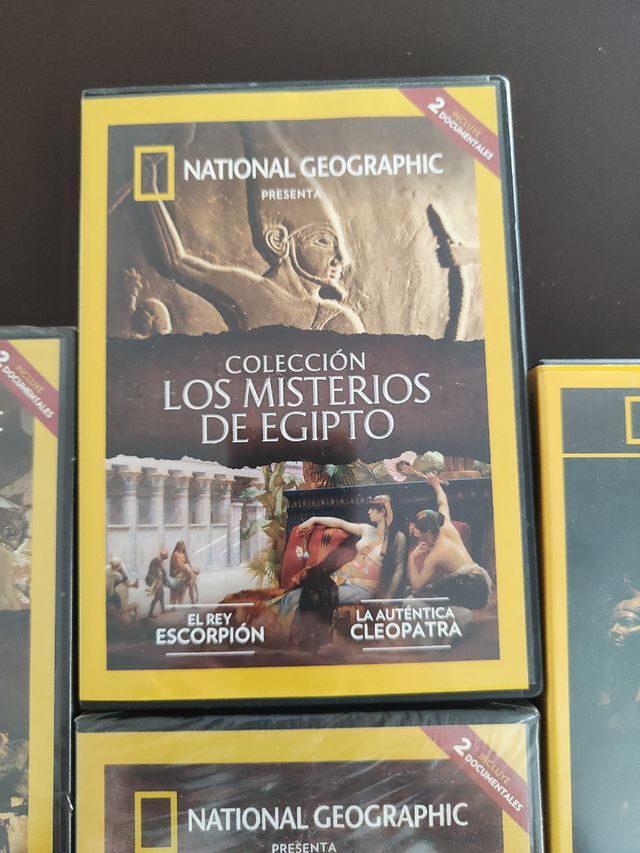 2 INCLUYE
DOCUMENTALES
NATIONAL GEOGRAPHIC
PRESENTA
COLECCIÓN
LOS MISTERIOS
DE EGIPTO
EL REY
ESCORPIÓN
LA AUTÉNTICA
CLEOPATRA
INCLUYE
DOCUMENTALES
2 INCLUYE
DOCUMENTALES
NATIONAL GEOGRAPHIC
PRESENTA